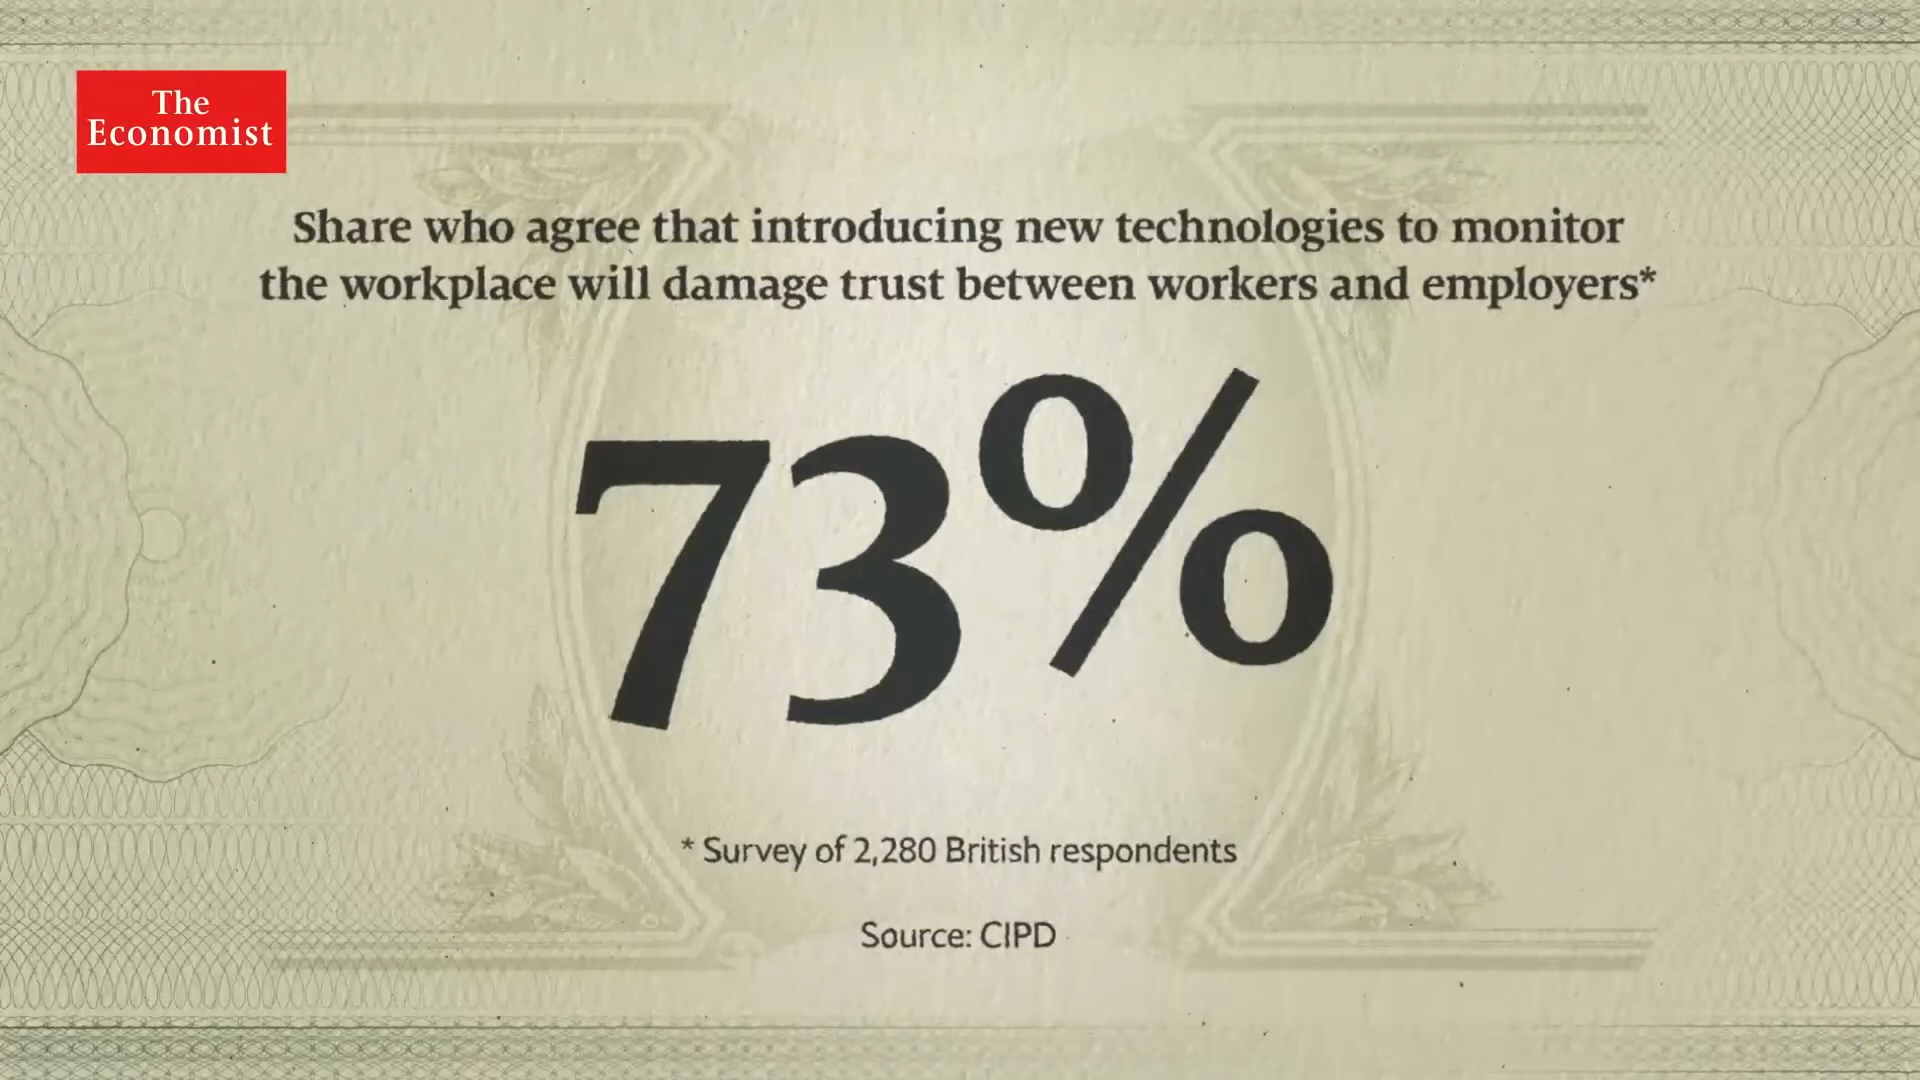 The
Economist
Share who agree that introducing new technologies to monitor
the workplace will damage trust between workers and employers*
73%
* Survey of 2,280 British respondents
Source: CIPD